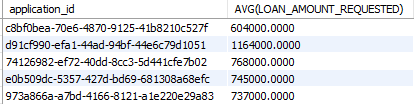 application_id AVG(LOAN_AMOUNT_REQUESTED)
c8bf0bea-70e6-4870-9125-41b8210c527f 604000.0000
d91cf990-efa1-44ad-94bf-44e6c79d1051 1164000.0000
74126982-ef72-40dd-8cc3-5d441cfe7b02 768000.0000
e0b509dc-5357-427d-bd69-681308a68efc 745000.0000
973a866a-a7bd-4166-8121-a1e220e29a83 737000.0000